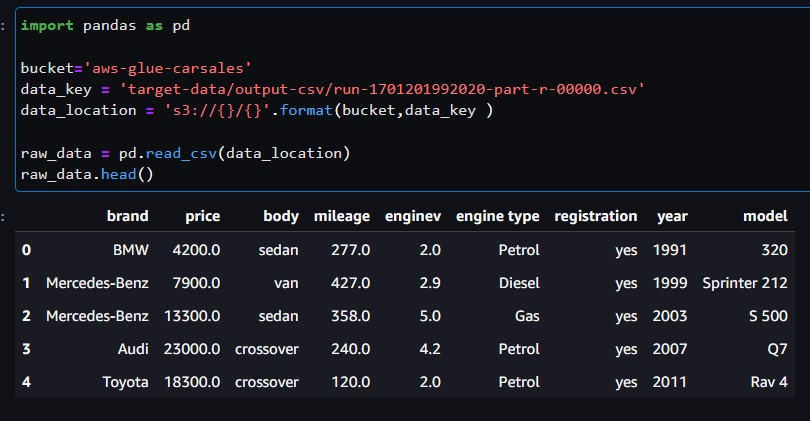 : import pandas as pd
bucket='aws-glue-carsales'
data_key = 'target-data/output-csv/run-1701201992020-part-r-00000.csv'
data_location = 's3://{}/{}'.format(bucket,data_key )
raw_data = pd.read_csv(data_location)
raw_data.head()
: brand price body mileage enginev engine type registration year model
0 BMW 4200.0 sedan 277.0 2.0 Petrol yes 1991 320
1 Mercedes-Benz 7900.0 van 427.0 2.9 Diesel yes 1999 Sprinter 212
2 Mercedes-Benz 13300.0 sedan 358.0 5.0 Gas yes 2003 S 500
3 Audi 23000.0 crossover 240.0 4.2 Petrol yes 2007 Q7
4 Toyota 18300.0 crossover 120.0 2.0 Petrol yes 2011 Rav 4